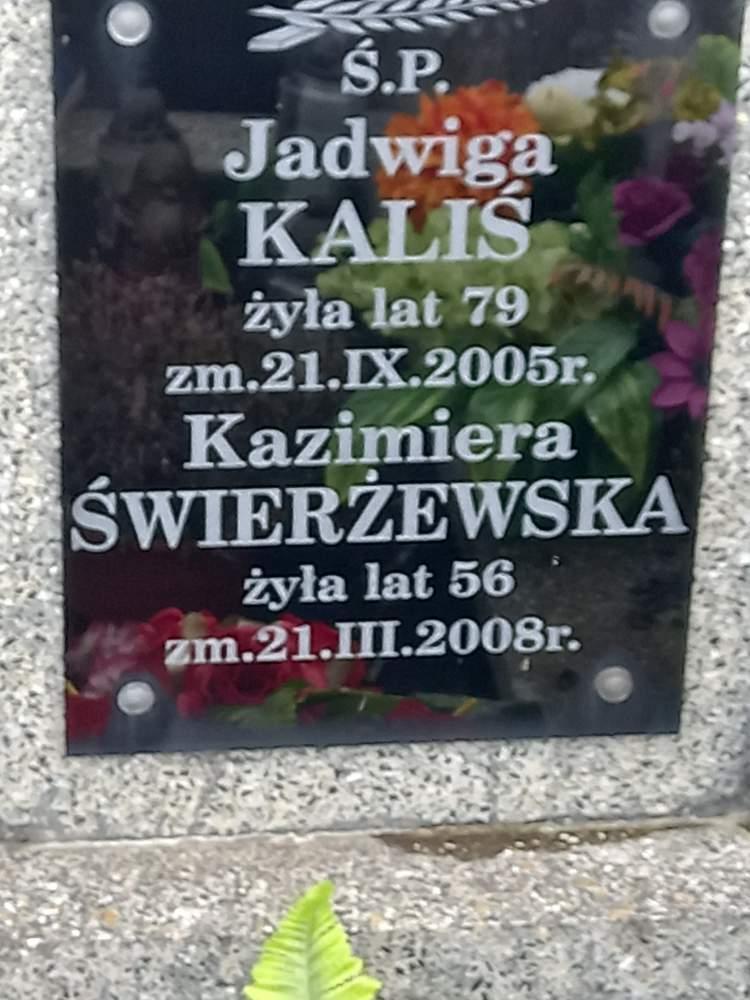 Ś.P.
Jadwiga
KALIŚ
żyła lat 79
zm.21.IX.2005r.
Kazimiera
ŚWIERŻEWSKA
żyła lat 56
zm.21.III.2008r.